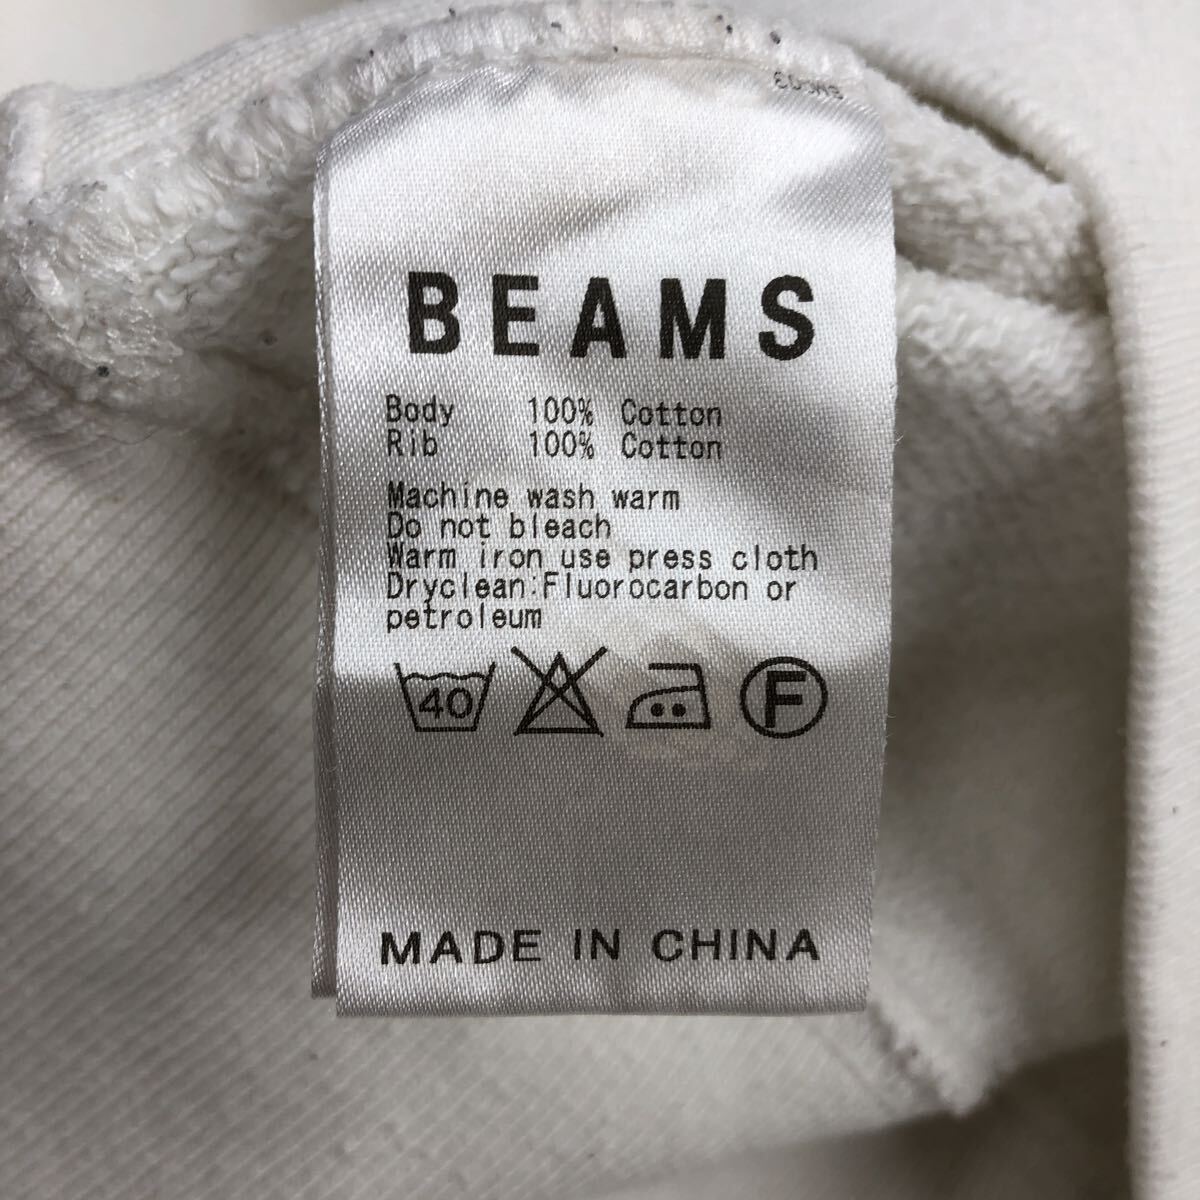 BEAMS
Body 100% Cotton
Rib 100% Cotton
Machine wash warm
Do not bleach
Warm iron use press cloth
Dryclean:Fluorocarbon or
petroleum
40 F
MADE IN CHINA